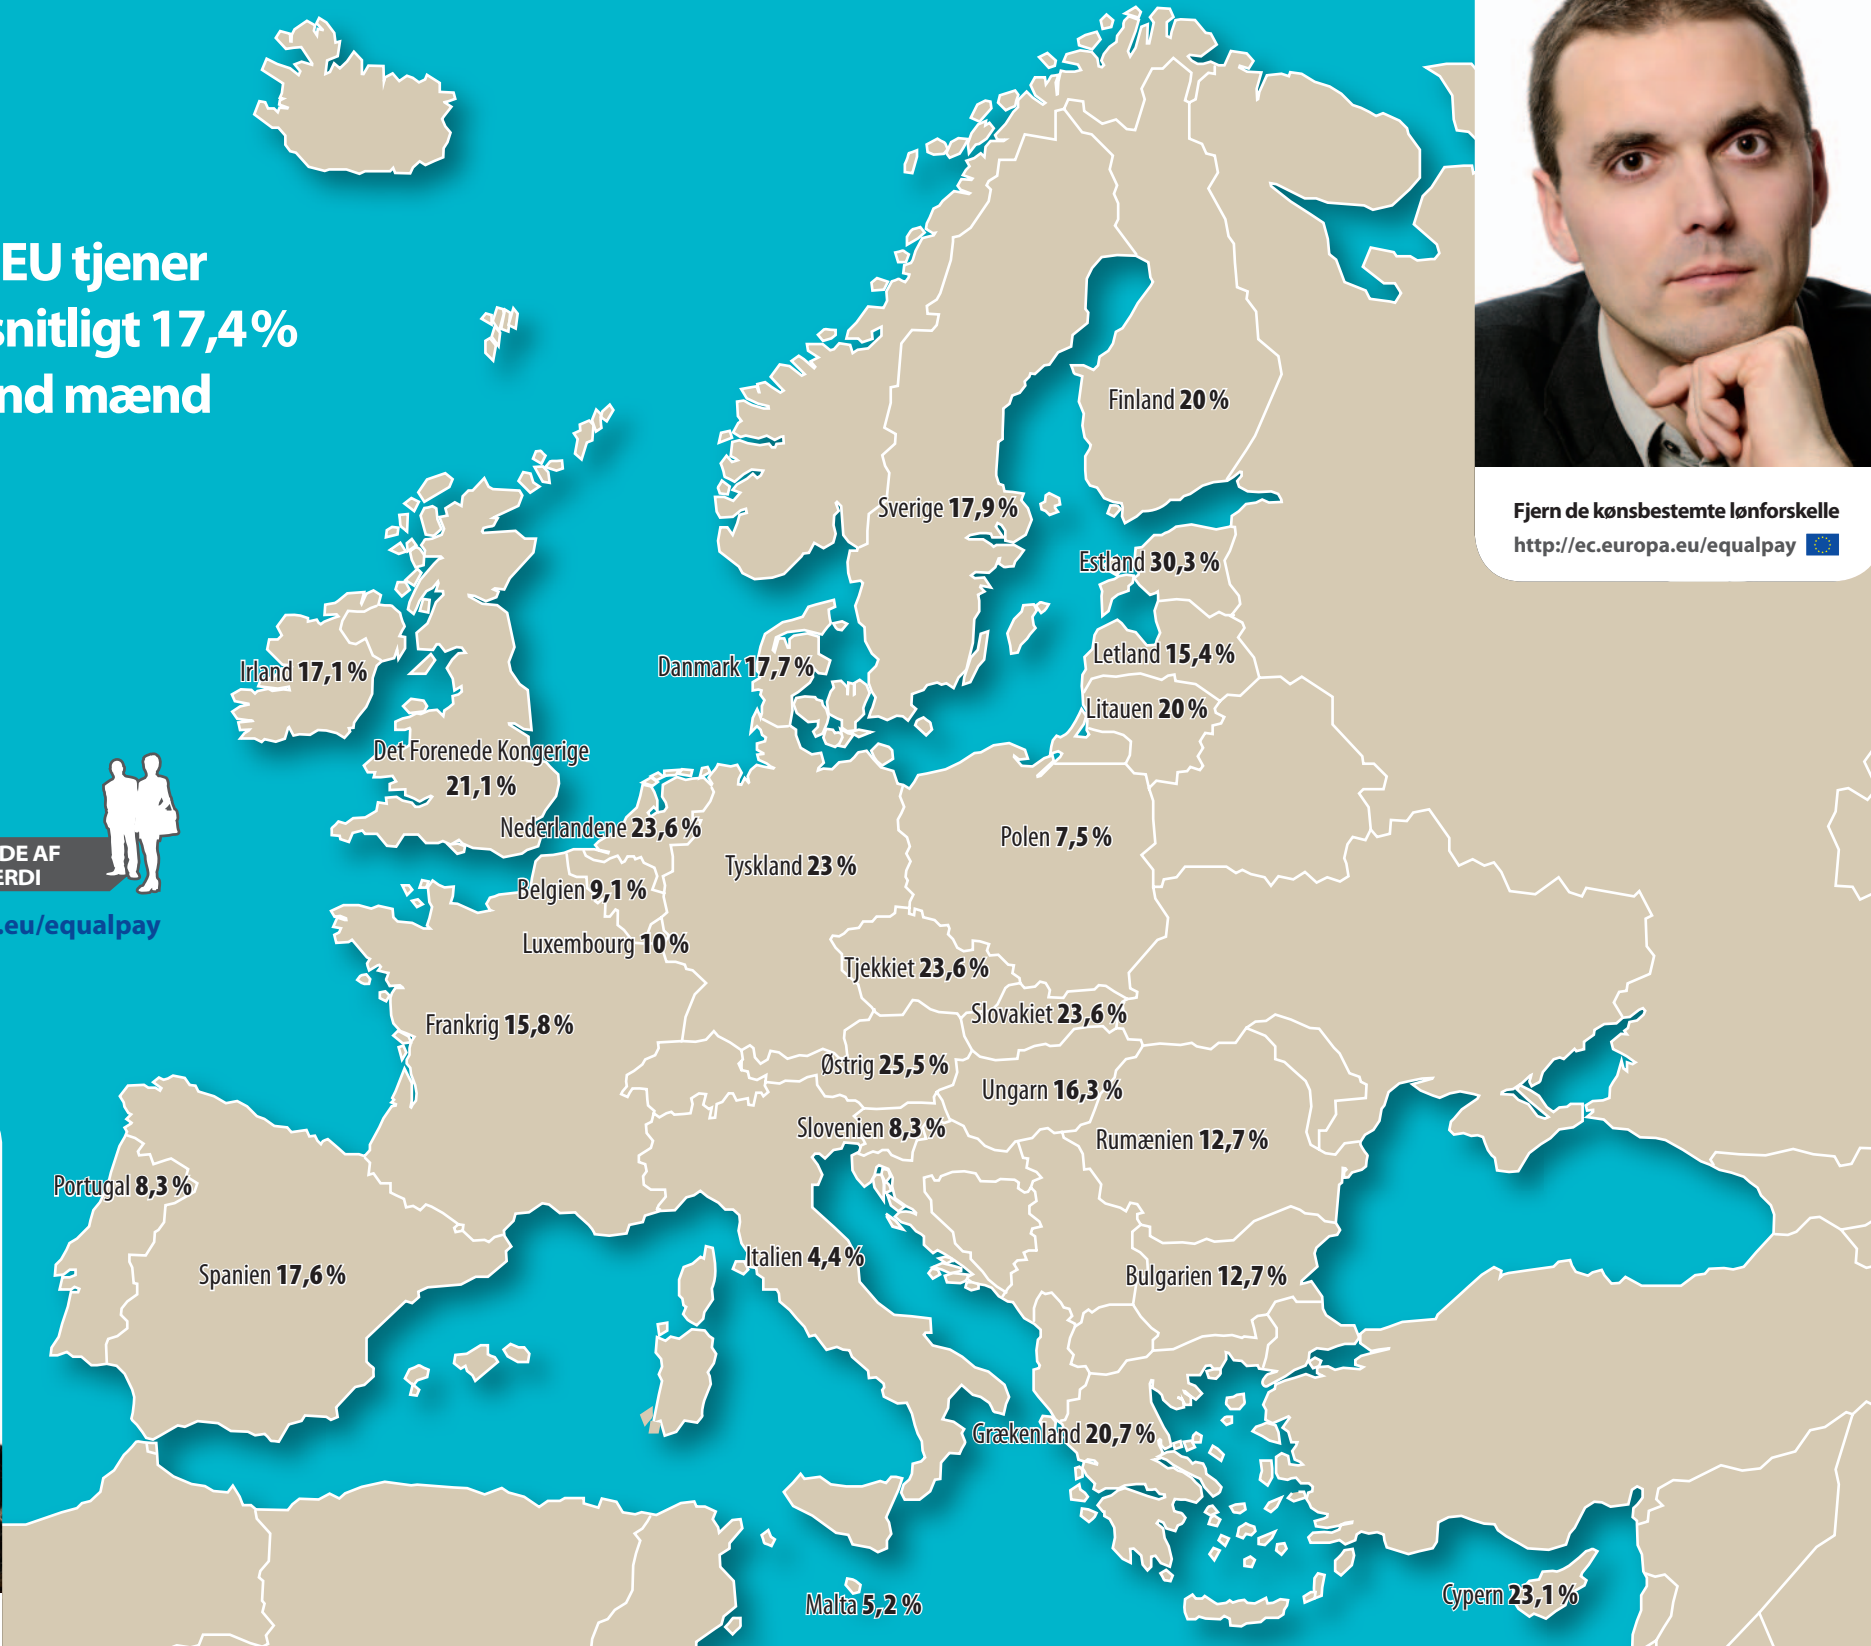 EU tjener
snitligt 17,4 %
nd mænd
Fjern de kønsbestemte lønforskelle
http://ec.europa.eu/equalpay
Finland 20 %
Sverige 17,9 %
Estland 30,3 %
Letland 15,4 %
Litauen 20 %
Danmark 17,7 %
Irland 17,1 %
Det Forenede Kongerige
21,1 %
Nederlandene 23,6 %
Polen 7,5 %
Tyskland 23 %
Belgien 9,1 %
DE AF
ERDI
.eu/equalpay
Luxembourg 10 %
Tjekkiet 23,6 %
Slovakiet 23,6 %
Frankrig 15,8 %
Østrig 25,5 %
Ungarn 16,3 %
Slovenien 8,3 %
Rumænien 12,7 %
Portugal 8,3 %
Spanien 17,6 %
Italien 4,4 %
Bulgarien 12,7 %
Grækenland 20,7 %
Malta 5,2 %
Cypern 23,1 %